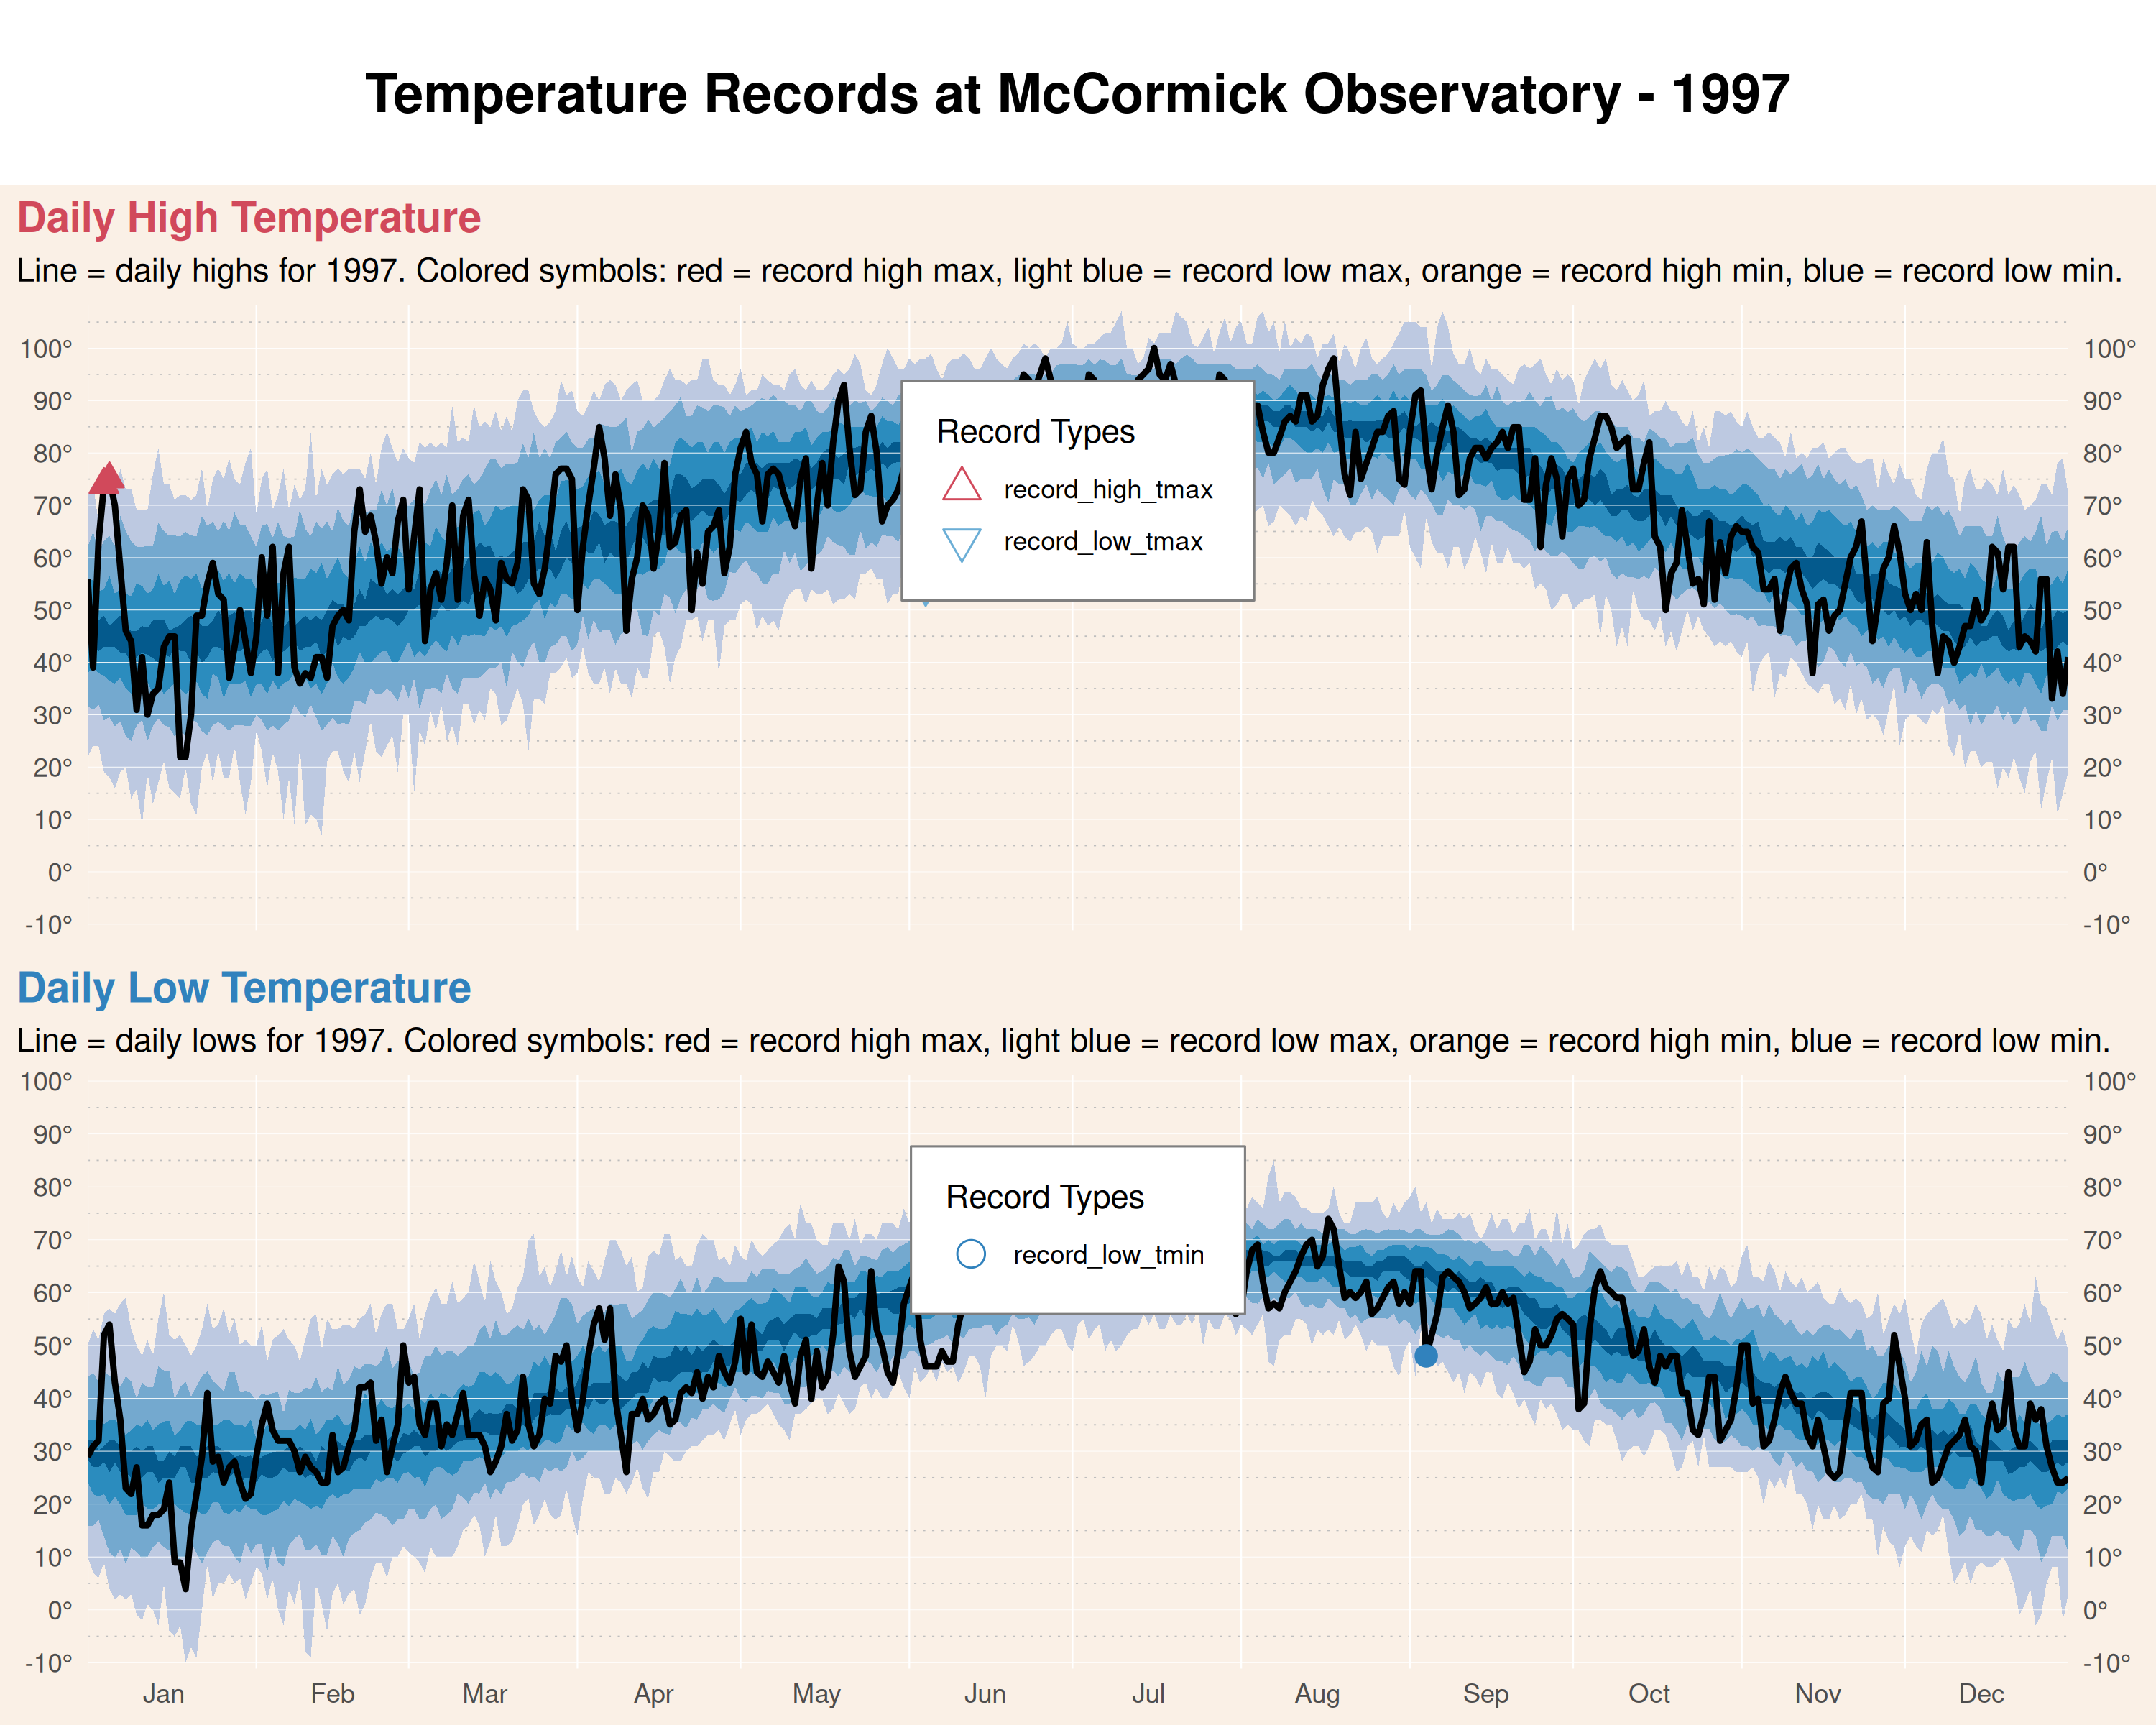 Temperature Records at McCormick Observatory - 1997
Daily High Temperature
Line = daily highs for 1997. Colored symbols: red = record high max, light blue = record low max, orange = record high min, blue = record low min.
100° 100°
90° 90°
80° 80°
70° 70°
60° 60°
50° 50°
40° 40°
30° 30°
20° 20°
10° 10°
0° 0°
-10° -10°
Record Types
record_high_tmax
record_low_tmax
Daily Low Temperature
Line = daily lows for 1997. Colored symbols: red = record high max, light blue = record low max, orange = record high min, blue = record low min.
100° 100°
90° 90°
80° 80°
70° 70°
60° 60°
50° 50°
40° 40°
30° 30°
20° 20°
10° 10°
0° 0°
-10° -10°
Record Types
record_low_tmin
Jan Feb Mar Apr May Jun Jul Aug Sep Oct Nov Dec